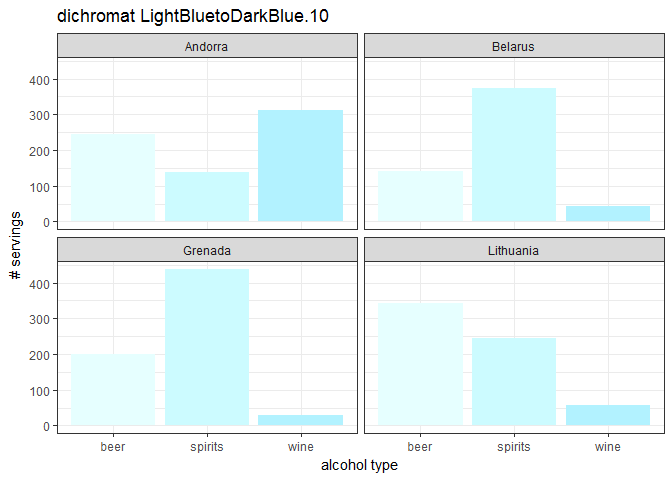 dichromat LightBluetoDarkBlue.10
Andorra
Belarus
400
300
200
100
0
# servings
Grenada
Lithuania
400
300
200
100
0
beer spirits wine beer spirits wine
alcohol type